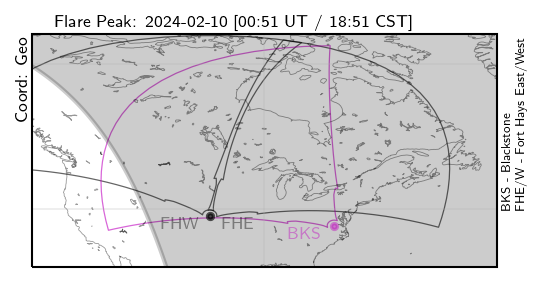 Flare Peak: 2024-02-10 [00:51 UT / 18:51 CST]
Coord: Geo
FHW
FHE
BKS
BKS - Blackstone
FHE/W - Fort Hays East/West